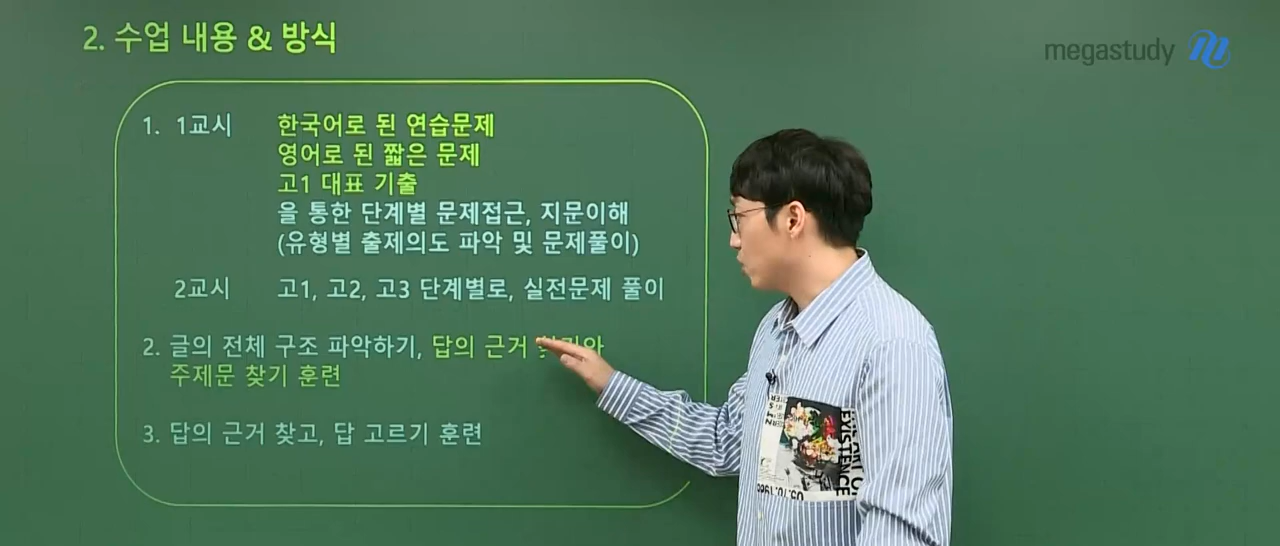 2. 수업 내용 & 방식
megastudy
1. 1교시 한국어로 된 연습문제
영어로 된 짧은 문제
고1 대표 기출
을 통한 단계별 문제접근, 지문이해
(유형별 출제의도 파악 및 문제풀이)
2교시 고1, 고2, 고3 단계별로, 실전문제 풀이
2. 글의 전체 구조 파악하기, 답의 근거
주제문 찾기 훈련
3. 답의 근거 찾고, 답 고르기 훈련
EXISTENCE
03.10.1986